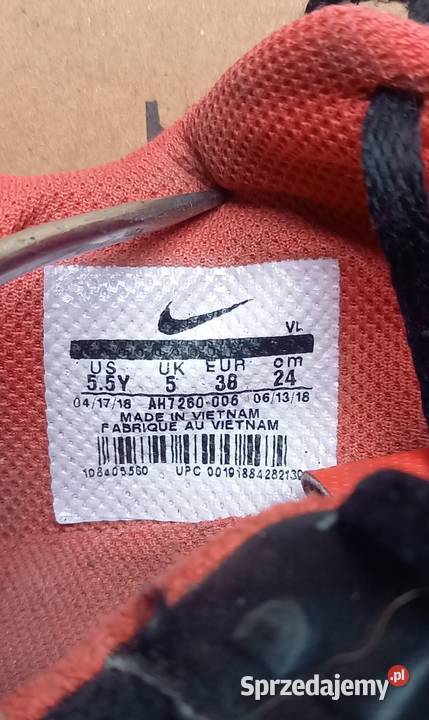 VL
US UK EUR cm
5.5Y 5 38 24
04/17/18 AH7260-006 06/13/18
MADE IN VIETNAM
FABRIQUE AU VIETNAM
108405560 UPC 00191884282130
Sprzedajemy.pl